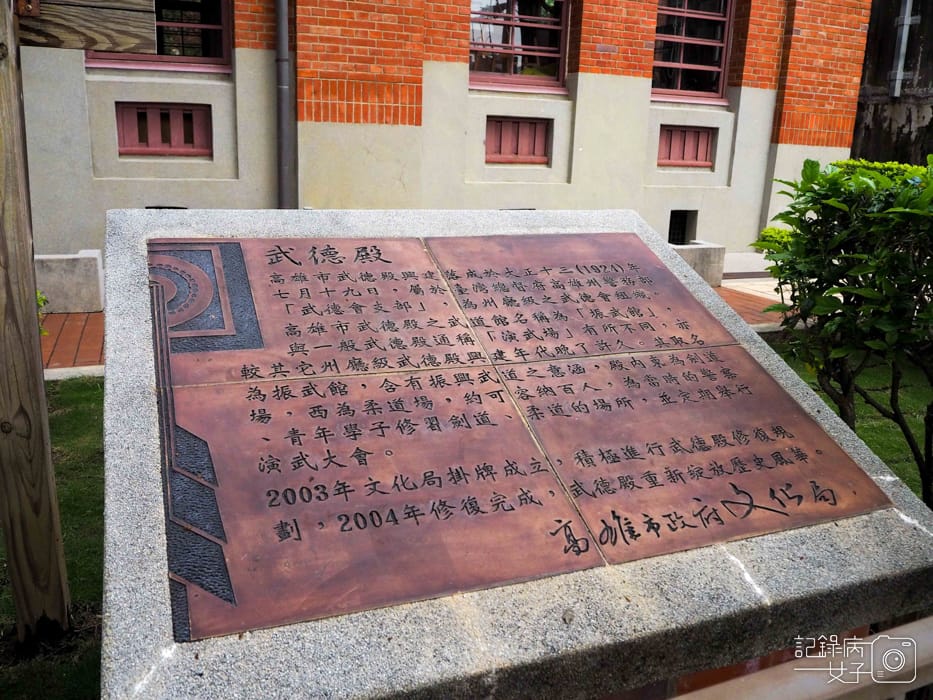 武德殿
高雄市武德殿興建落成於大正十三(1924)年
七月十九日，屬於臺灣總督府高雄州警務部
「武德會支部」，為州廳級之武德會組織。
高雄市武德殿之武道館名稱為「振武館」，
與一般武德殿通稱「演武場」有所不同，亦
較其它州廳級武德殿興建年代晚了許久。其取名
為振武館，含有振興武道之意涵，殿內東為劍道
場，西為柔道場，約可容納百人，為當時的警察
、青年學子修習劍道柔道的場所，並定期舉行
演武大會。
2003年文化局掛牌成立，積極進行武德殿修復規
劃，2004年修復完成，武德殿重新綻放歷史風華。
高雄市政府文化局
記錄病
女子